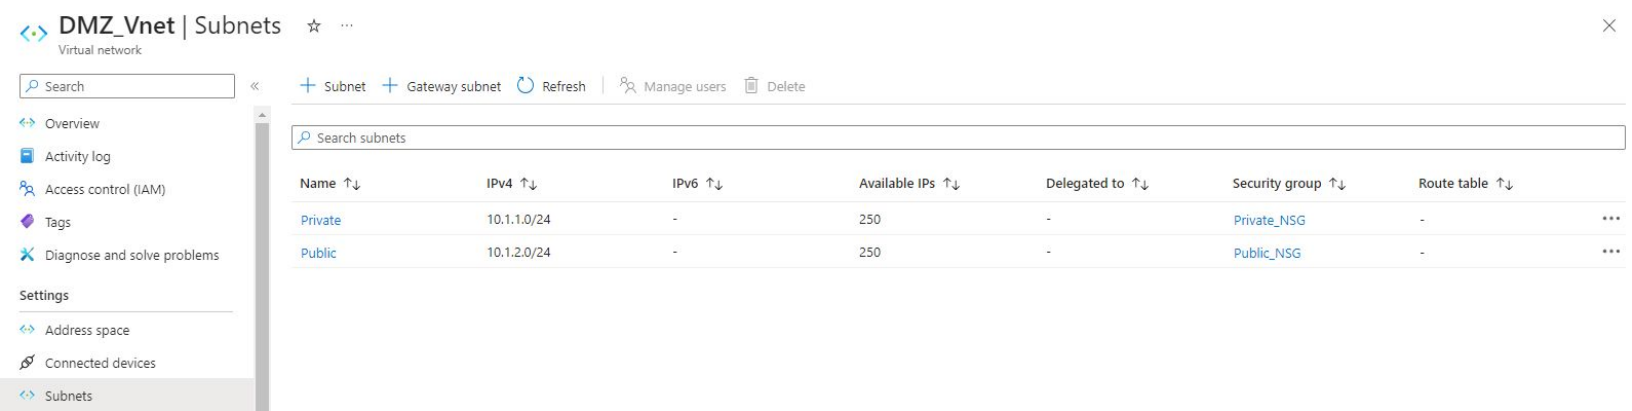 DMZ_Vnet | Subnets ☆ ...
Virtual network
Search
Overview
Activity log
Access control (IAM)
Tags
Diagnose and solve problems
Settings
Address space
Connected devices
Subnets
+ Subnet + Gateway subnet Refresh Manage users Delete
Search subnets
Name ↑↓ IPv4 ↑↓ IPv6 ↑↓ Available IPs ↑↓ Delegated to ↑↓ Security group ↑↓ Route table ↑↓
Private 10.1.1.0/24 - 250 - Private_NSG - ...
Public 10.1.2.0/24 - 250 - Public_NSG - ...